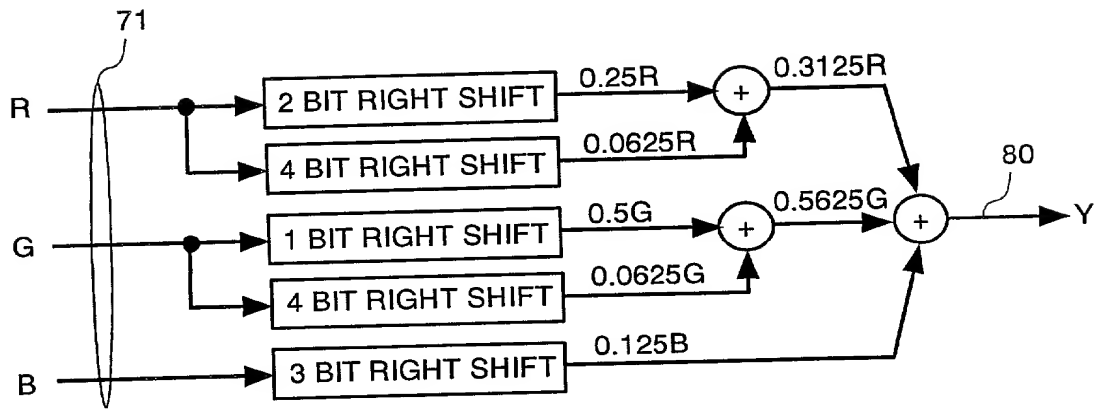 71
R
2 BIT RIGHT SHIFT
0.25R
+
0.3125R
4 BIT RIGHT SHIFT
0.0625R
80
G
1 BIT RIGHT SHIFT
0.5G
+
0.5625G
+
Y
4 BIT RIGHT SHIFT
0.0625G
B
3 BIT RIGHT SHIFT
0.125B